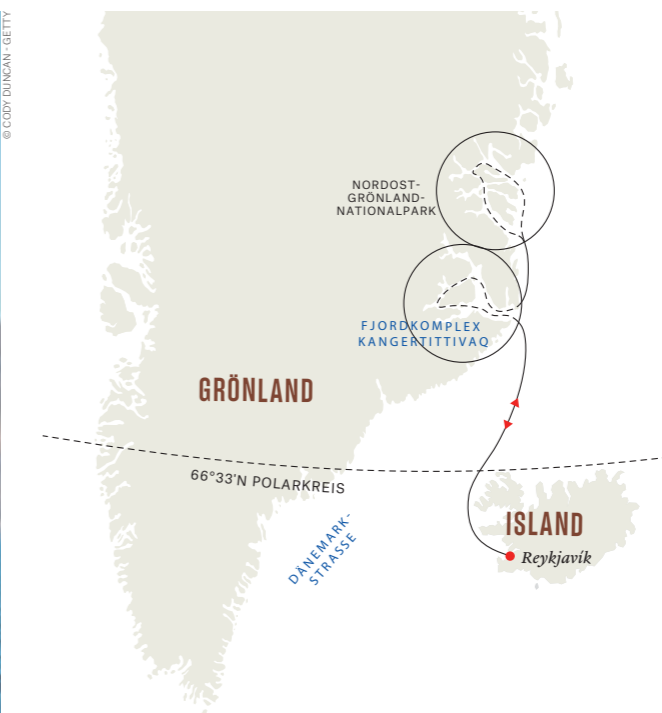 © CODY DUNCAN - GETTY
NORDOST-
GRÖNLAND-
NATIONALPARK
FJORDKOMPLEX
KANGERTITTIVAQ
GRÖNLAND
66°33'N POLARKREIS
DÄNEMARK-
STRASSE
ISLAND
Reykjavík